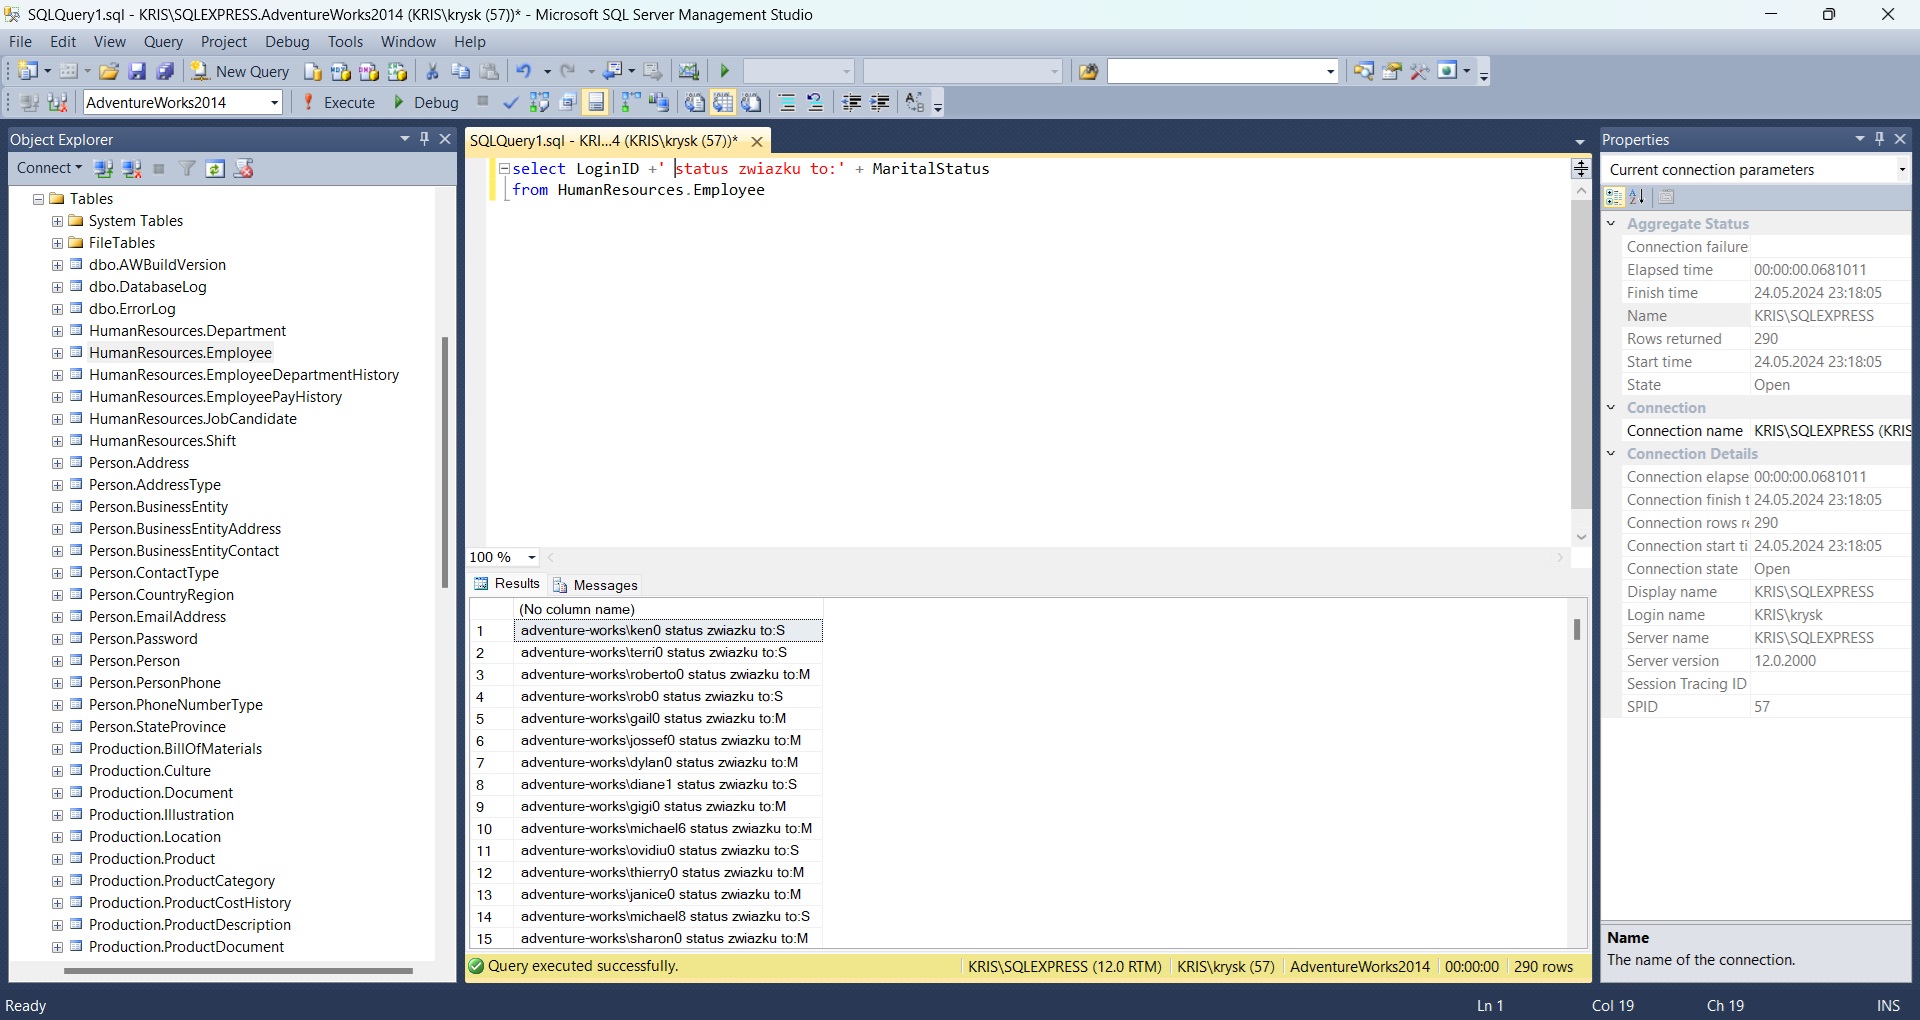 SQLQuery1.sql - KRIS\SQLEXPRESS.AdventureWorks2014 (KRIS\krysk (57))* - Microsoft SQL Server Management Studio
File Edit View Query Project Debug Tools Window Help
New Query
AdventureWorks2014 Execute Debug
Object Explorer
Connect
Tables
System Tables
FileTables
dbo.AWBuildVersion
dbo.DatabaseLog
dbo.ErrorLog
HumanResources.Department
HumanResources.Employee
HumanResources.EmployeeDepartmentHistory
HumanResources.EmployeePayHistory
HumanResources.JobCandidate
HumanResources.Shift
Person.Address
Person.AddressType
Person.BusinessEntity
Person.BusinessEntityAddress
Person.BusinessEntityContact
Person.ContactType
Person.CountryRegion
Person.EmailAddress
Person.Password
Person.Person
Person.PersonPhone
Person.PhoneNumberType
Person.StateProvince
Production.BillOfMaterials
Production.Culture
Production.Document
Production.Illustration
Production.Location
Production.Product
Production.ProductCategory
Production.ProductCostHistory
Production.ProductDescription
Production.ProductDocument
SQLQuery1.sql - KRI...4 (KRIS\krysk (57))*
select LoginID +' status zwiazku to:' + MaritalStatus
from HumanResources.Employee
100 %
Results Messages
(No column name)
1 adventure-works\ken0 status zwiazku to:S
2 adventure-works\terri0 status zwiazku to:S
3 adventure-works\roberto0 status zwiazku to:M
4 adventure-works\rob0 status zwiazku to:S
5 adventure-works\gail0 status zwiazku to:M
6 adventure-works\jossef0 status zwiazku to:M
7 adventure-works\dylan0 status zwiazku to:M
8 adventure-works\diane1 status zwiazku to:S
9 adventure-works\gigi0 status zwiazku to:M
10 adventure-works\michael6 status zwiazku to:M
11 adventure-works\ovidiu0 status zwiazku to:S
12 adventure-works\thierry0 status zwiazku to:M
13 adventure-works\janice0 status zwiazku to:M
14 adventure-works\michael8 status zwiazku to:S
15 adventure-works\sharon0 status zwiazku to:M
Query executed successfully. KRIS\SQLEXPRESS (12.0 RTM) KRIS\krysk (57) AdventureWorks2014 00:00:00 290 rows
Properties
Current connection parameters
Aggregate Status
Connection failure
Elapsed time 00:00:00.0681011
Finish time 24.05.2024 23:18:05
Name KRIS\SQLEXPRESS
Rows returned 290
Start time 24.05.2024 23:18:05
State Open
Connection
Connection name KRIS\SQLEXPRESS (KRIS
Connection Details
Connection elapse 00:00:00.0681011
Connection finish t 24.05.2024 23:18:05
Connection rows re 290
Connection start ti 24.05.2024 23:18:05
Connection state Open
Display name KRIS\SQLEXPRESS
Login name KRIS\krysk
Server name KRIS\SQLEXPRESS
Server version 12.0.2000
Session Tracing ID
SPID 57
Name
The name of the connection.
Ready Ln 1 Col 19 Ch 19 INS